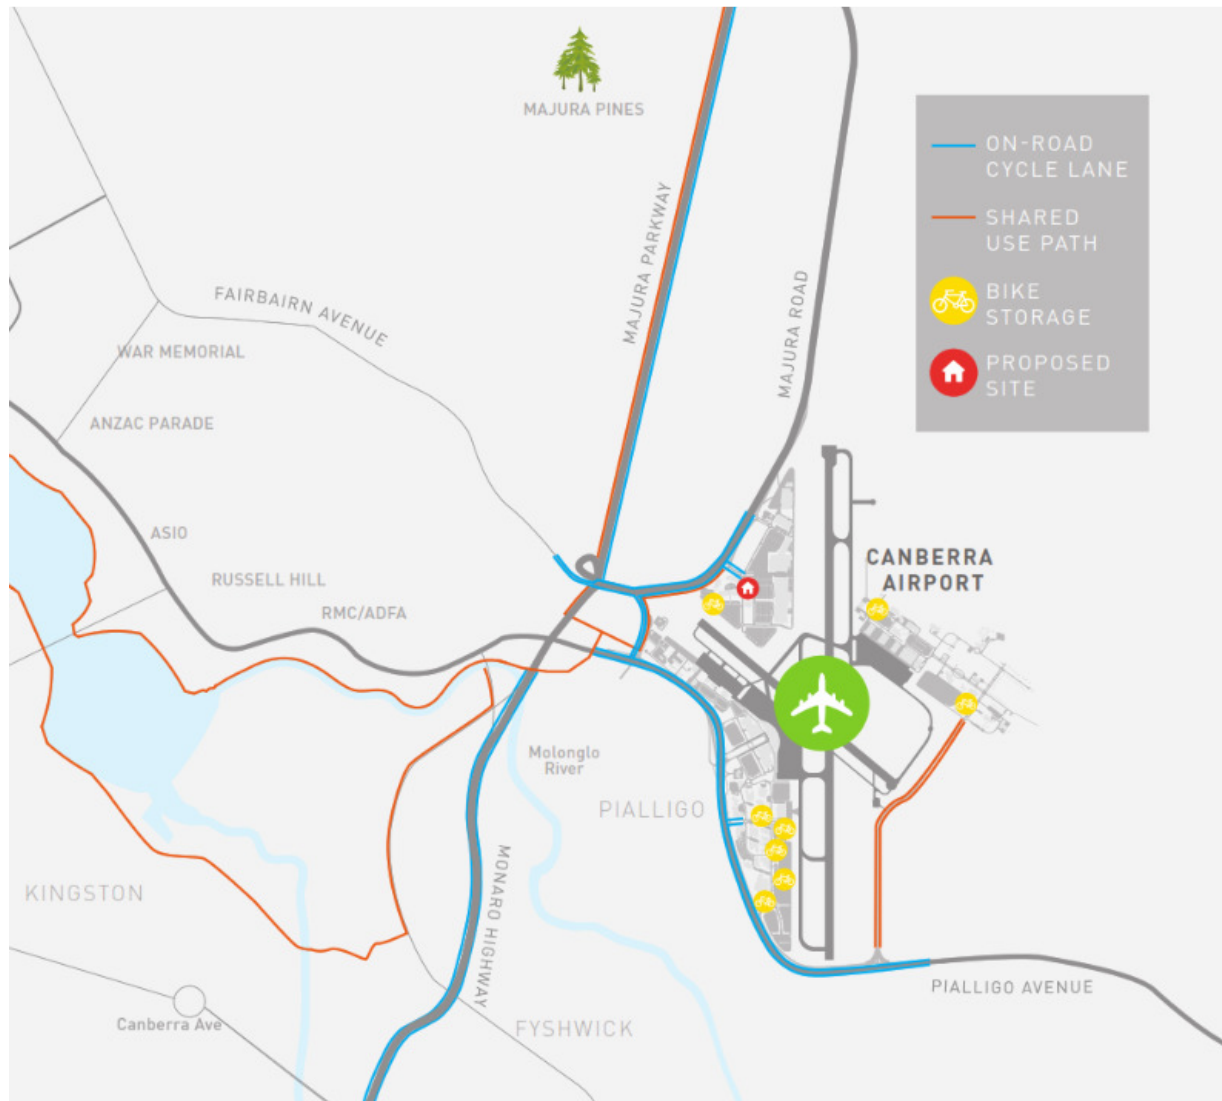 MAJURA PINES
ON-ROAD
CYCLE LANE
SHARED
USE PATH
BIKE
STORAGE
PROPOSED
SITE
MAJURA PARKWAY
MAJURA ROAD
FAIRBAIRN AVENUE
WAR MEMORIAL
ANZAC PARADE
ASIO
RUSSELL HILL
RMC/ADFA
CANBERRA
AIRPORT
Molonglo
River
PIALLIGO
KINGSTON
MONARO HIGHWAY
PIALLIGO AVENUE
Canberra Ave
FYSHWICK